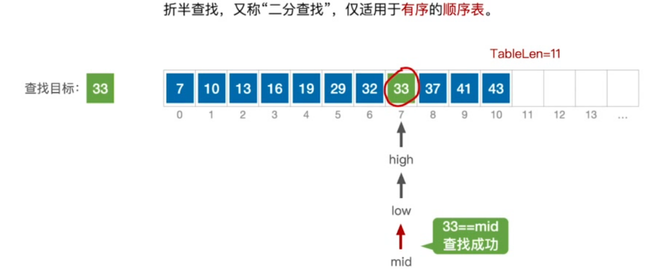 折半查找，又称“二分查找”，仅适用于有序的顺序表。
TableLen=11
查找目标： 33 7 10 13 16 19 29 32 33 37 41 43
0 1 2 3 4 5 6 7 8 9 10 11 12 13 ...
high
low
33==mid
查找成功
mid